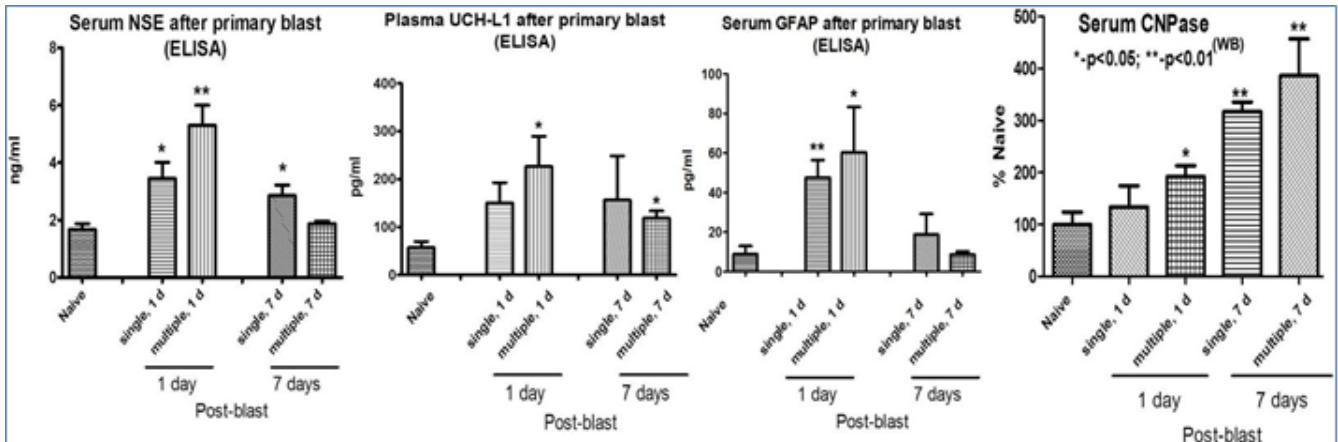 Serum NSE after primary blast
(ELISA)
ng/ml
8
6
4
2
0
**
*
*
Naive
single, 1 d
multiple, 1 d
single, 7 d
multiple, 7 d
1 day
7 days
Post-blast
Plasma UCH-L1 after primary blast
(ELISA)
pg/ml
400
300
200
100
0
*
*
Naive
single, 1 d
multiple, 1 d
single, 7 d
multiple, 7 d
1 day
7 days
Post-blast
Serum GFAP after primary blast
(ELISA)
pg/ml
100
80
60
40
20
0
**
*
Naive
single, 1 d
multiple, 1 d
single, 7 d
multiple, 7 d
1 day
7 days
Post-blast
Serum CNPase
*-p<0.05; **-p<0.01(WB)
% Naive
500
400
300
200
100
0
*
**
**
Naive
single, 1 d
multiple, 1 d
single, 7 d
multiple, 7 d
1 day
7 days
Post-blast